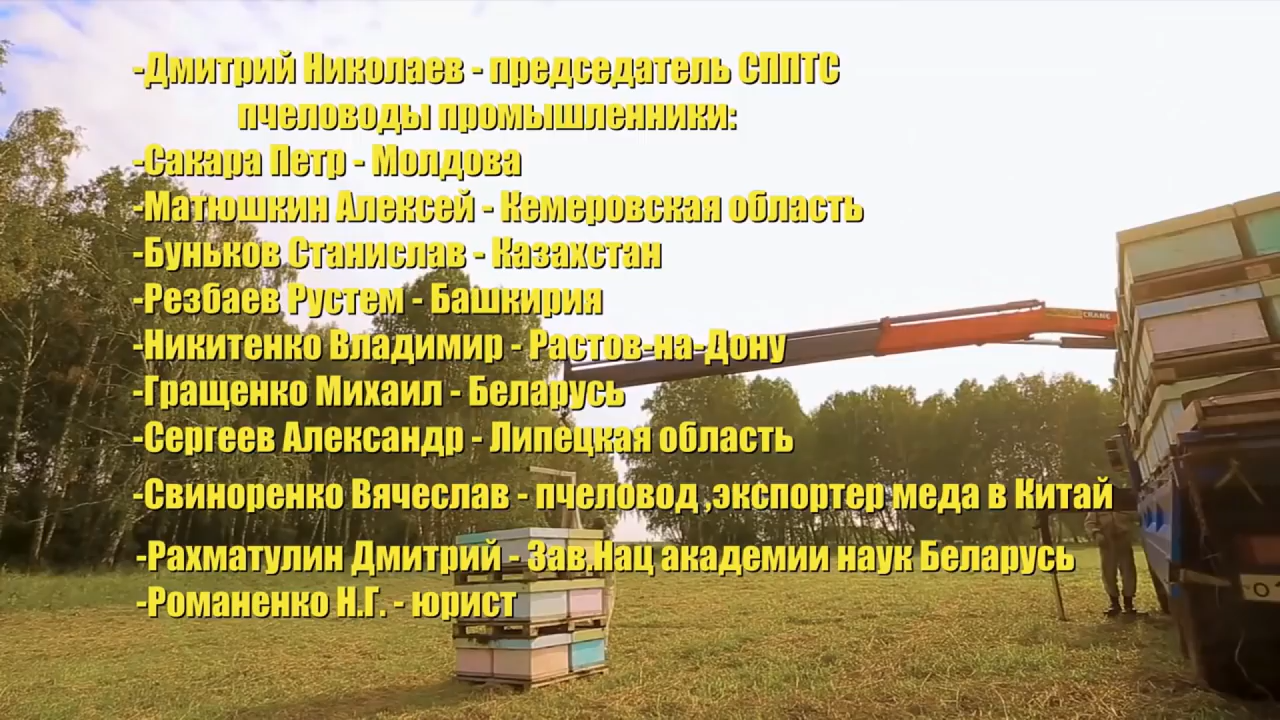 -Дмитрий Николаев - председатель СППТС
пчеловоды промышленники:
-Сакара Петр - Молдова
-Матюшкин Алексей - Кемеровская область
-Буньков Станислав - Казахстан
-Резбаев Рустем - Башкирия
-Никитенко Владимир - Растов-на-Дону
-Гращенко Михаил - Беларусь
-Сергеев Александр - Липецкая область
-Свиноренко Вячеслав - пчеловод ,экспортер меда в Китай
-Рахматулин Дмитрий - Зав.Нац академии наук Беларусь
-Романенко Н.Г. - юрист
CRANE